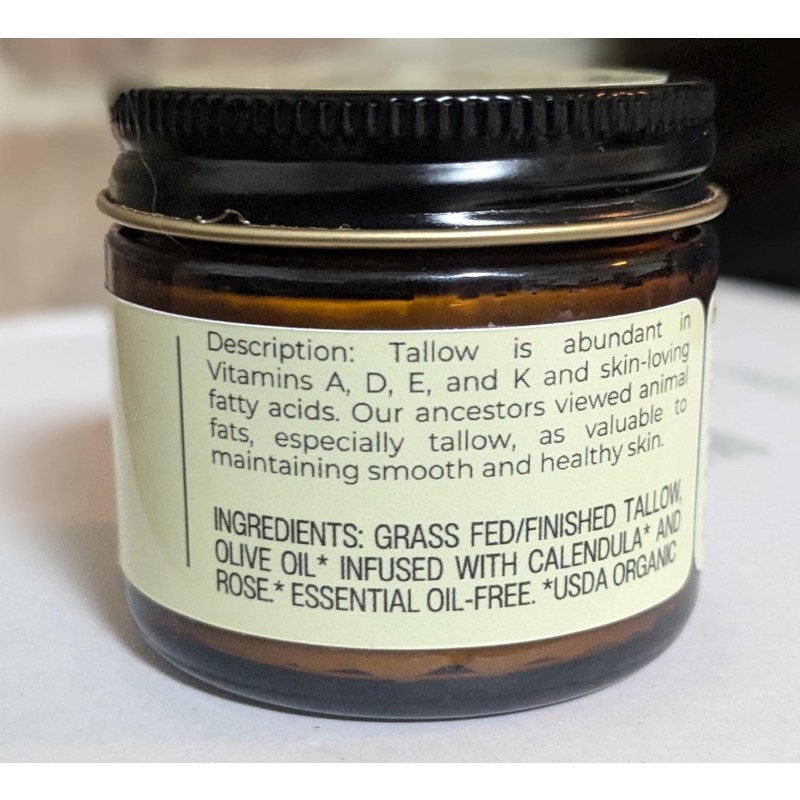 Description: Tallow is abundant in
Vitamins A, D, E, and K and skin-loving
fatty acids. Our ancestors viewed animal
fats, especially tallow, as valuable to
maintaining smooth and healthy skin.
INGREDIENTS: GRASS FED/FINISHED TALLOW,
OLIVE OIL* INFUSED WITH CALENDULA* AND
ROSE.* ESSENTIAL OIL-FREE. *USDA ORGANIC